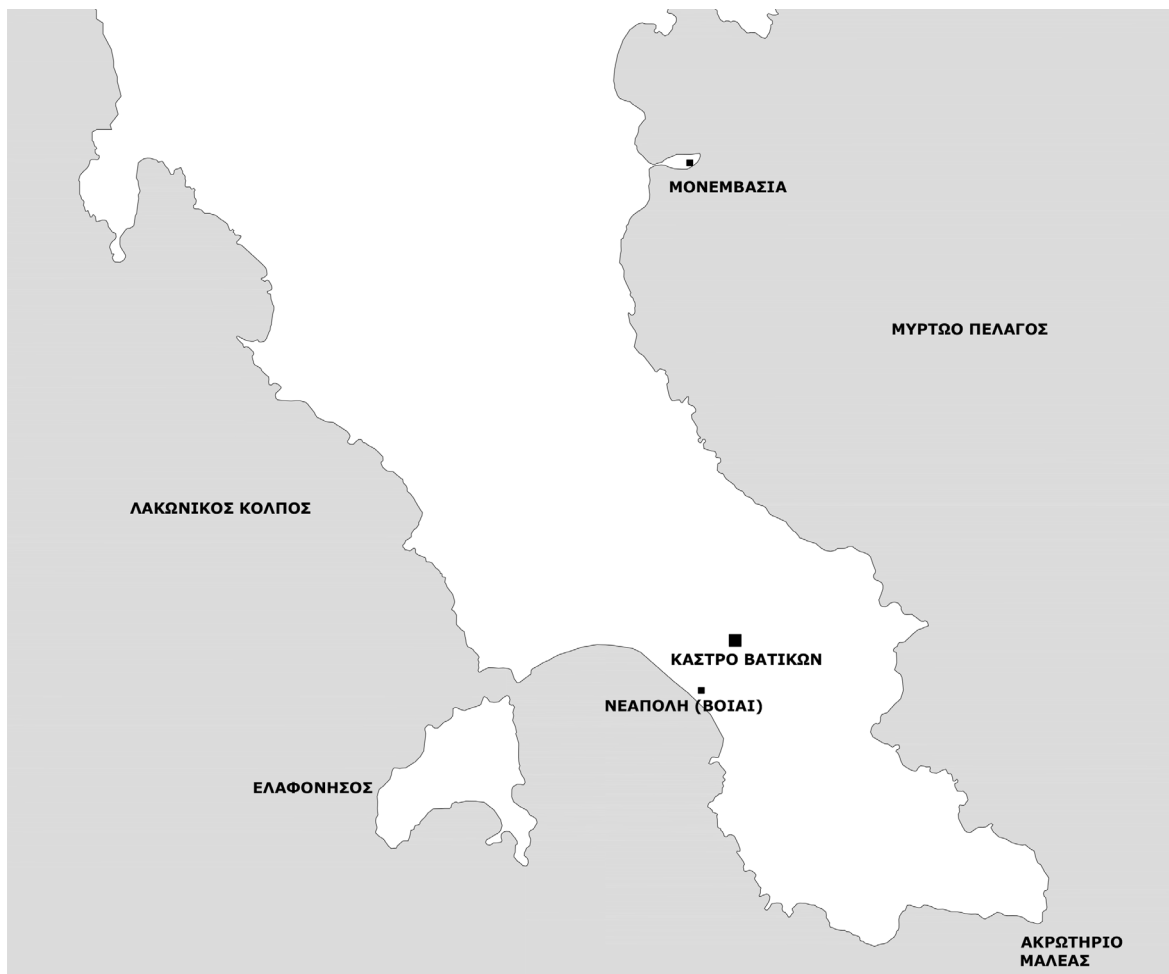 ΜΟΝΕΜΒΑΣΙΑ
ΜΥΡΤΩΟ ΠΕΛΑΓΟΣ
ΛΑΚΩΝΙΚΟΣ ΚΟΛΠΟΣ
ΚΑΣΤΡΟ ΒΑΤΙΚΩΝ
ΝΕΑΠΟΛΗ (ΒΟΙΑΙ)
ΕΛΑΦΟΝΗΣΟΣ
ΑΚΡΩΤΗΡΙΟ
ΜΑΛΕΑΣ